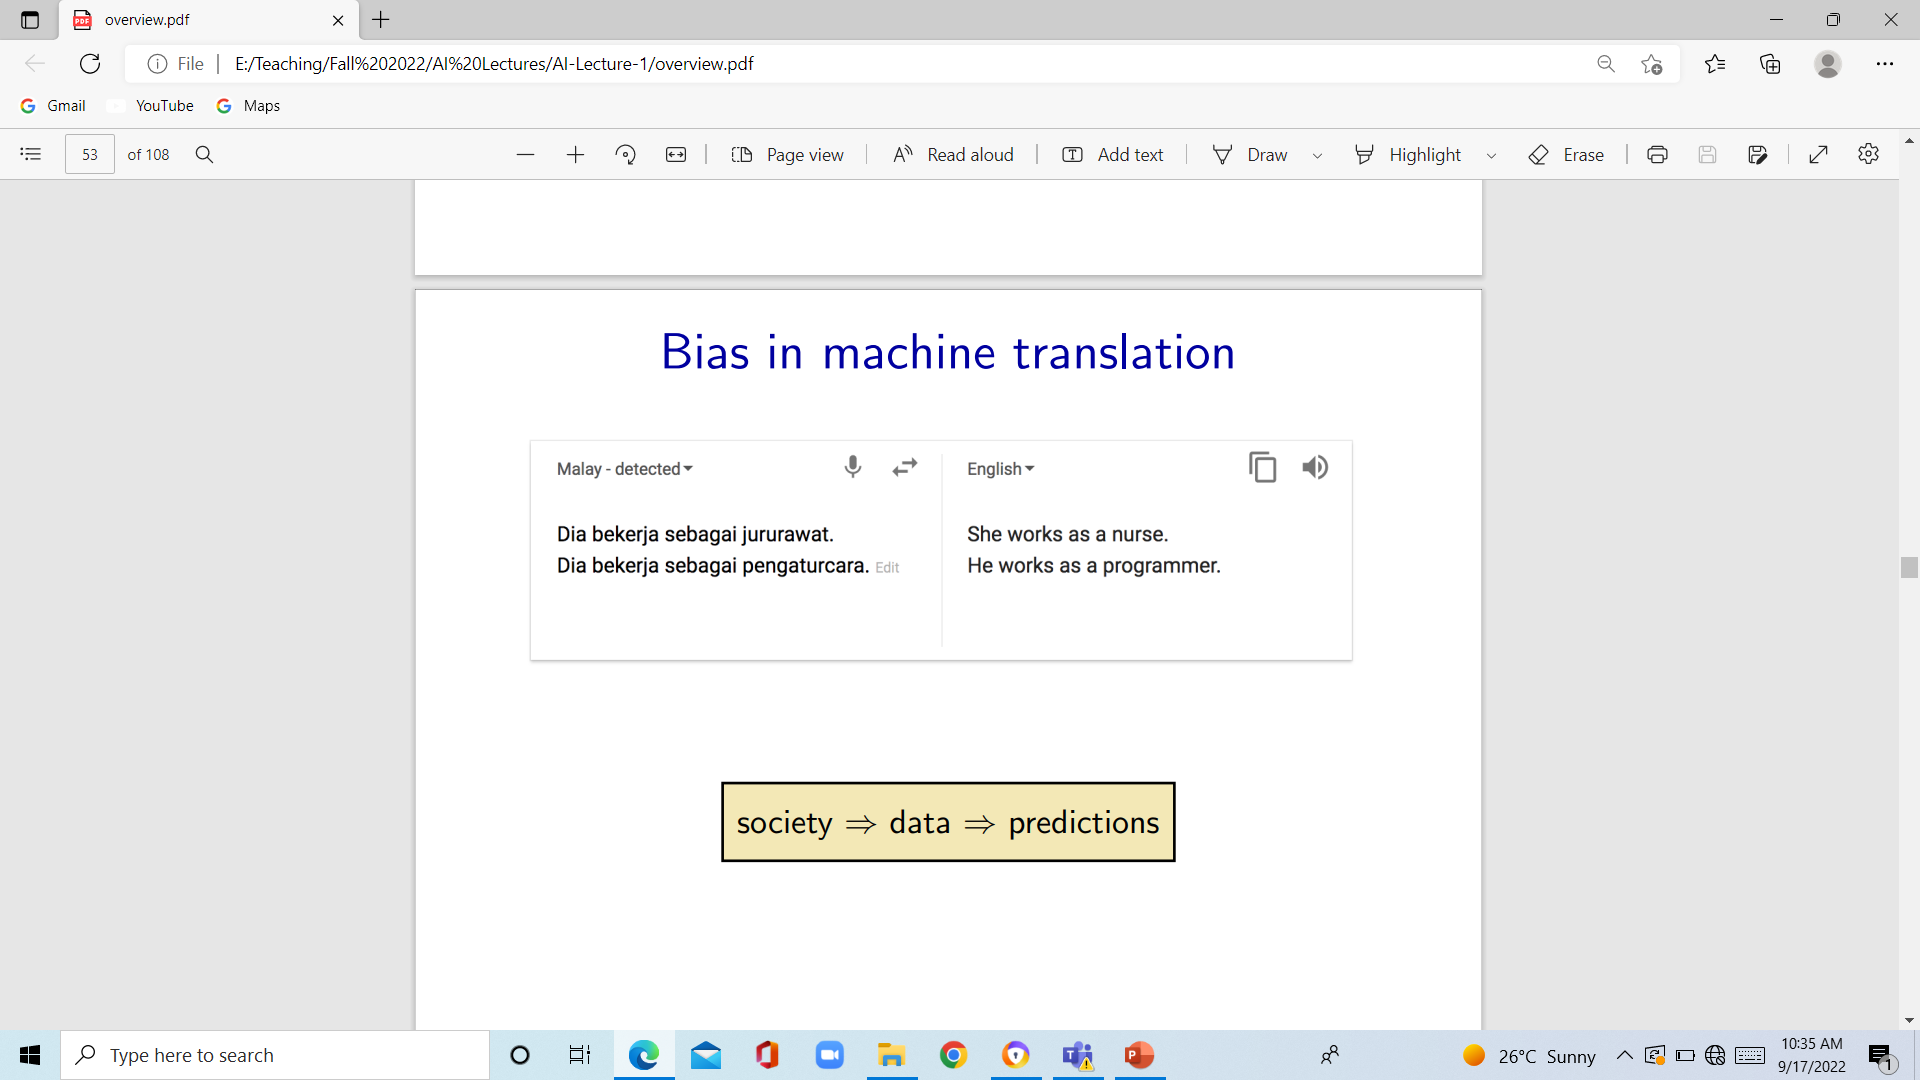 overview.pdf
File
E:/Teaching/Fall%202022/AI%20Lectures/AI-Lecture-1/overview.pdf
Gmail YouTube Maps
53 of 108 Page view Read aloud Add text Draw Highlight Erase
Bias in machine translation
Malay - detected English
Dia bekerja sebagai jururawat. She works as a nurse.
Dia bekerja sebagai pengaturcara. Edit He works as a programmer.
society ⇒ data ⇒ predictions
Type here to search
26°C Sunny
10:35 AM
9/17/2022
1